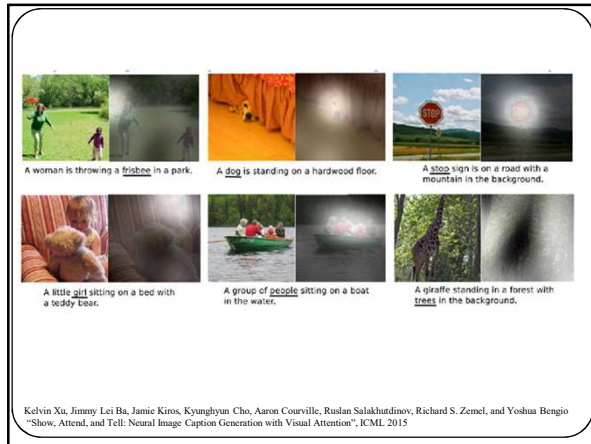 STOP
STOP
A woman is throwing a frisbee in a park.
A dog is standing on a hardwood floor.
A stop sign is on a road with a
mountain in the background.
A little girl sitting on a bed with
a teddy bear.
A group of people sitting on a boat
in the water.
A giraffe standing in a forest with
trees in the background.
Kelvin Xu, Jimmy Lei Ba, Jamie Kiros, Kyunghyun Cho, Aaron Courville, Ruslan Salakhutdinov, Richard S. Zemel, and Yoshua Bengio
“Show, Attend, and Tell: Neural Image Caption Generation with Visual Attention”, ICML 2015